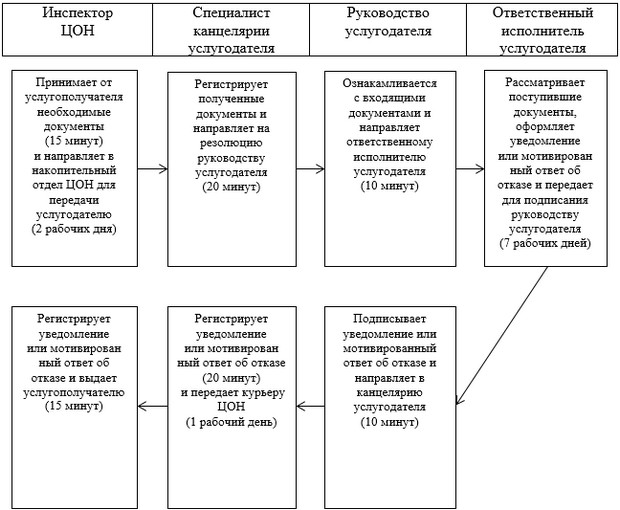 Инспектор
ЦОН
Специалист
канцелярии
услугодателя
Руководство
услугодателя
Ответственный
исполнитель
услугодателя
Принимает от
услугополучателя
необходимые
документы
(15 минут)
и направляет в
накопительный
отдел ЦОН для
передачи
услугодателю
(2 рабочих дня)
Регистрирует
полученные
документы и
направляет на
резолюцию
руководству
услугодателя
(20 минут)
Ознакамливается
с входящими
документами и
направляет
ответственному
исполнителю
услугодателя
(10 минут)
Рассматривает
поступившие
документы,
оформляет
уведомление
или мотивирован
ный ответ об
отказе и передает
для подписания
руководству
услугодателя
(7 рабочих дней)
Регистрирует
уведомление
или мотивирован
ный ответ об
отказе и выдает
услугополучателю
(15 минут)
Регистрирует
уведомление
или мотивирован
ный ответ об отказе
(20 минут)
и передает курьеру
ЦОН
(1 рабочий день)
Подписывает
уведомление или
мотивированный
ответ об отказе и
направляет в
канцелярию
услугодателя
(10 минут)